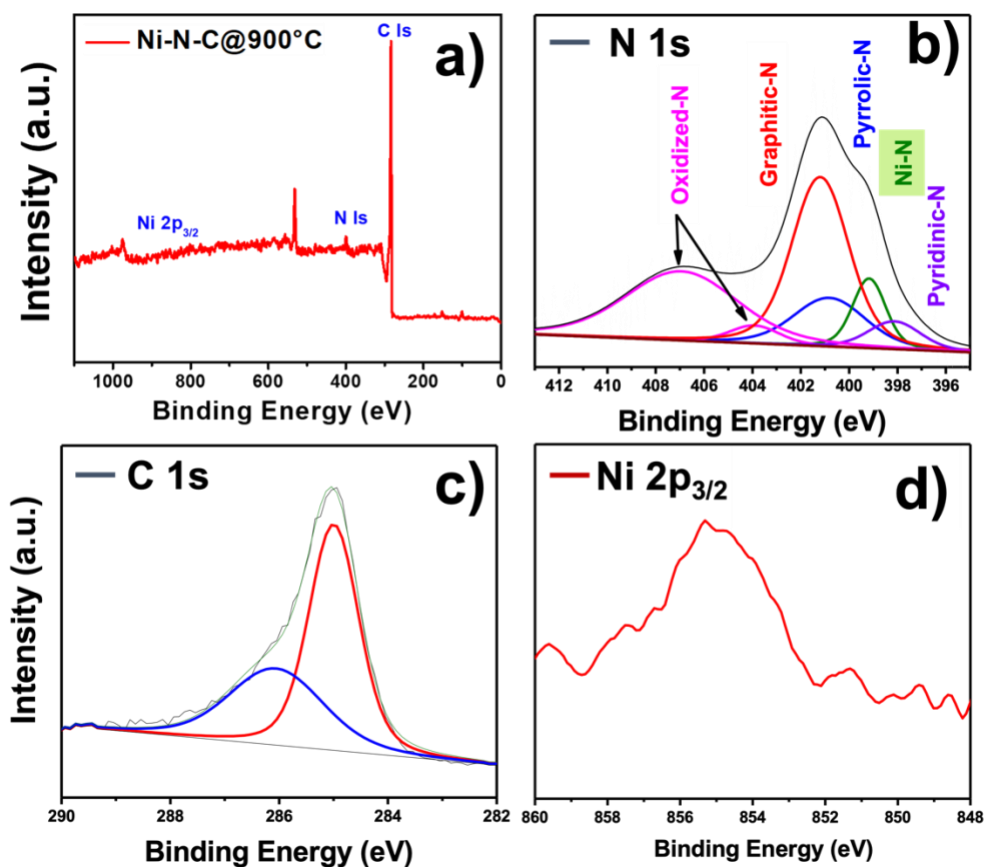 Ni-N-C@900°C
a)
C Is
Ni 2p3/2
N Is
Intensity (a.u.)
1000 800 600 400 200 0
Binding Energy (eV)
N 1s
b)
Oxidized-N
Graphitic-N
Pyrrolic-N
Ni-N
Pyridinic-N
Intensity (a.u.)
412 410 408 406 404 402 400 398 396
Binding Energy (eV)
C 1s
c)
Intensity (a.u.)
290 288 286 284 282
Binding Energy (eV)
Ni 2p3/2
d)
Intensity (a.u.)
860 858 856 854 852 850 848
Binding Energy (eV)